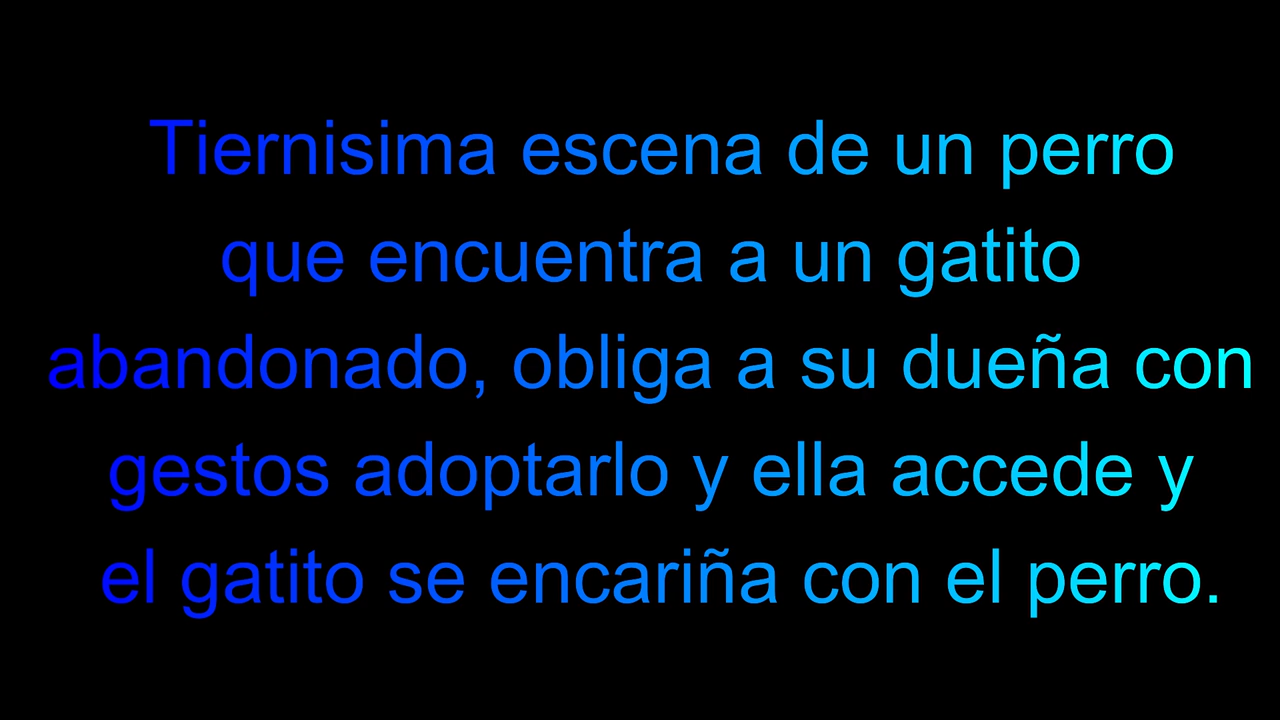 Tiernisima escena de un perro
que encuentra a un gatito
abandonado, obliga a su dueña con
gestos adoptarlo y ella accede y
el gatito se encariña con el perro.